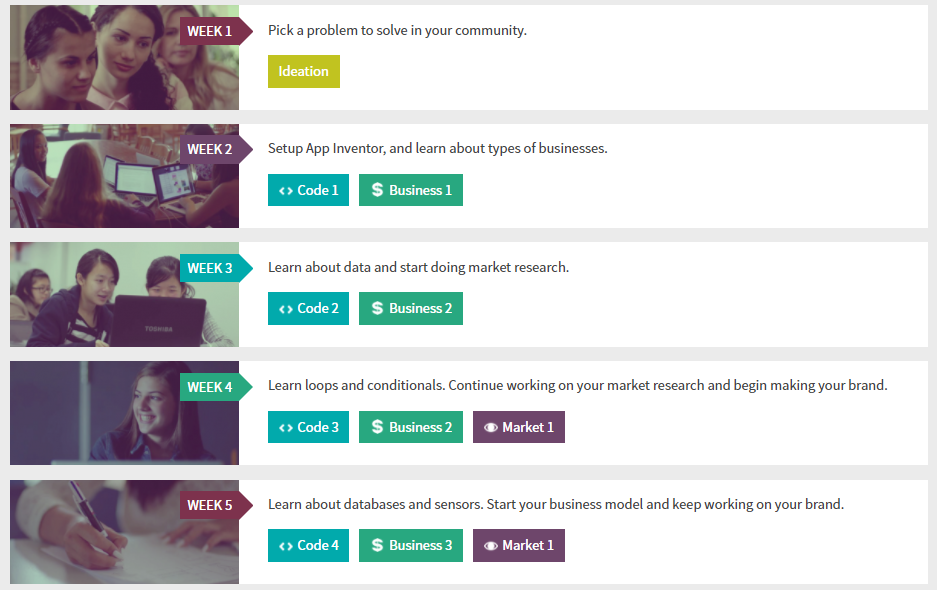 WEEK 1
Pick a problem to solve in your community.
Ideation
WEEK 2
Setup App Inventor, and learn about types of businesses.
Code 1 $ Business 1
WEEK 3
Learn about data and start doing market research.
Code 2 $ Business 2
TOSHIBA
WEEK 4
Learn loops and conditionals. Continue working on your market research and begin making your brand.
Code 3 $ Business 2 Market 1
WEEK 5
Learn about databases and sensors. Start your business model and keep working on your brand.
Code 4 $ Business 3 Market 1